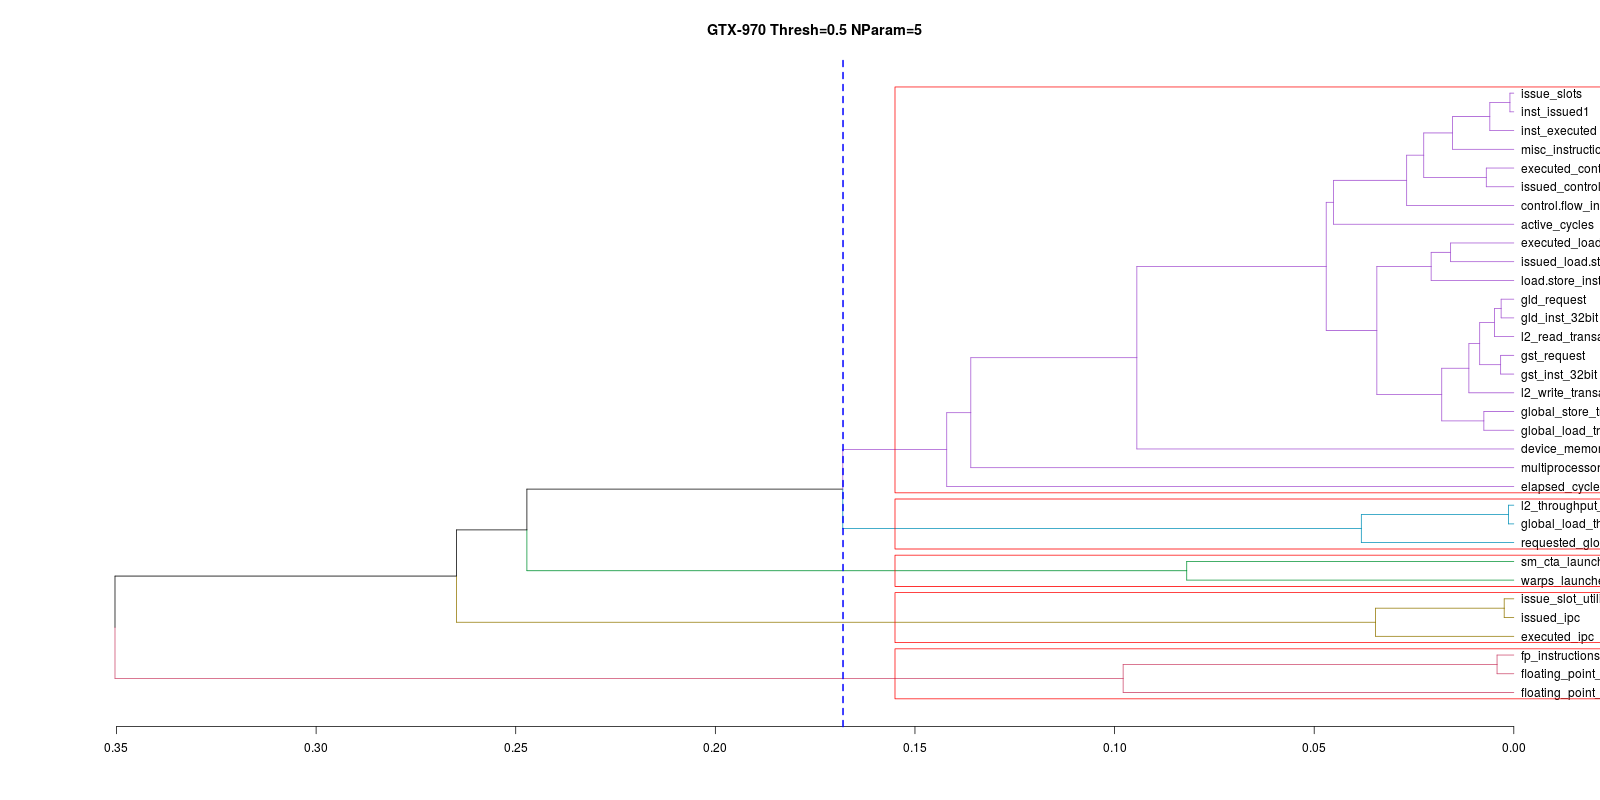 GTX-970 Thresh=0.5 NParam=5
issue_slots
inst_issued1
inst_executed
misc_instructio
executed_cont
issued_control
control.flow_in
active_cycles
executed_load
issued_load.st
load.store_inst
gld_request
gld_inst_32bit
l2_read_transa
gst_request
gst_inst_32bit
l2_write_transa
global_store_t
global_load_tr
device_memor
multiprocessor
elapsed_cycle
l2_throughput_
global_load_th
requested_glo
sm_cta_launch
warps_launche
issue_slot_util
issued_ipc
executed_ipc
fp_instructions
floating_point_
floating_point_
0.35 0.30 0.25 0.20 0.15 0.10 0.05 0.00